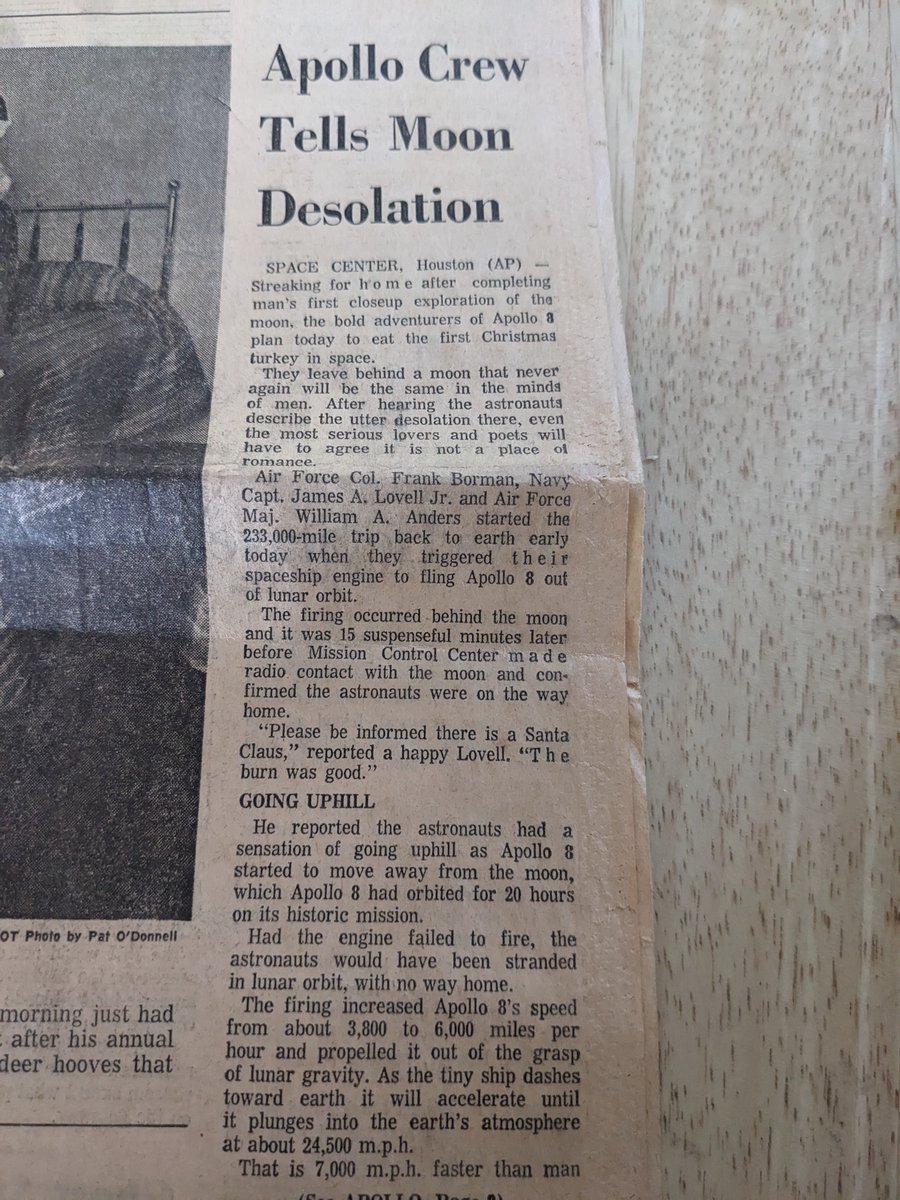 Apollo Crew
Tells Moon
Desolation
SPACE CENTER, Houston (AP) —
Streaking for home after completing
man's first closeup exploration of the
moon, the bold adventurers of Apollo 8
plan today to eat the first Christmas
turkey in space.
They leave behind a moon that never
again will be the same in the minds
of men. After hearing the astronauts
describe the utter desolation there, even
the most serious lovers and poets will
have to agree it is not a place of
romance.
Air Force Col. Frank Borman, Navy
Capt. James A. Lovell Jr. and Air Force
Maj. William A. Anders started the
233,000-mile trip back to earth early
today when they triggered their
spaceship engine to fling Apollo 8 out
of lunar orbit.
The firing occurred behind the moon
and it was 15 suspenseful minutes later
before Mission Control Center made
radio contact with the moon and con-
firmed the astronauts were on the way
home.
"Please be informed there is a Santa
Claus," reported a happy Lovell. "The
burn was good."
GOING UPHILL
He reported the astronauts had a
sensation of going uphill as Apollo 8
started to move away from the moon,
which Apollo 8 had orbited for 20 hours
on its historic mission.
Had the engine failed to fire, the
astronauts would have been stranded
in lunar orbit, with no way home.
The firing increased Apollo 8's speed
from about 3,800 to 6,000 miles per
hour and propelled it out of the grasp
of lunar gravity. As the tiny ship dashes
toward earth it will accelerate until
it plunges into the earth's atmosphere
at about 24,500 m.p.h.
That is 7,000 m.p.h. faster than man
(See APOLLO, Page 2)
OT Photo by Pat O'Donnell
morning just had
after his annual
deer hooves that